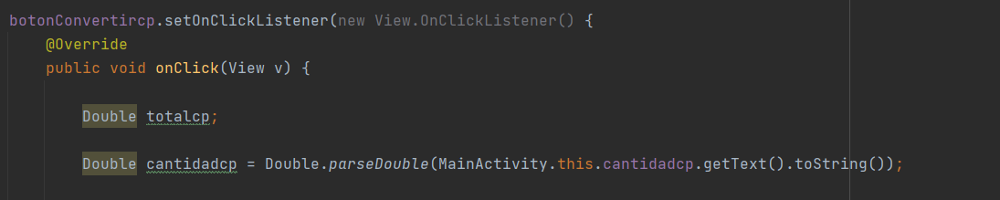 botonConvertircp.setOnClickListener(new View.OnClickListener() {
@Override
public void onClick(View v) {
Double totalcp;
Double cantidadcp = Double.parseDouble(MainActivity.this.cantidadcp.getText().toString());